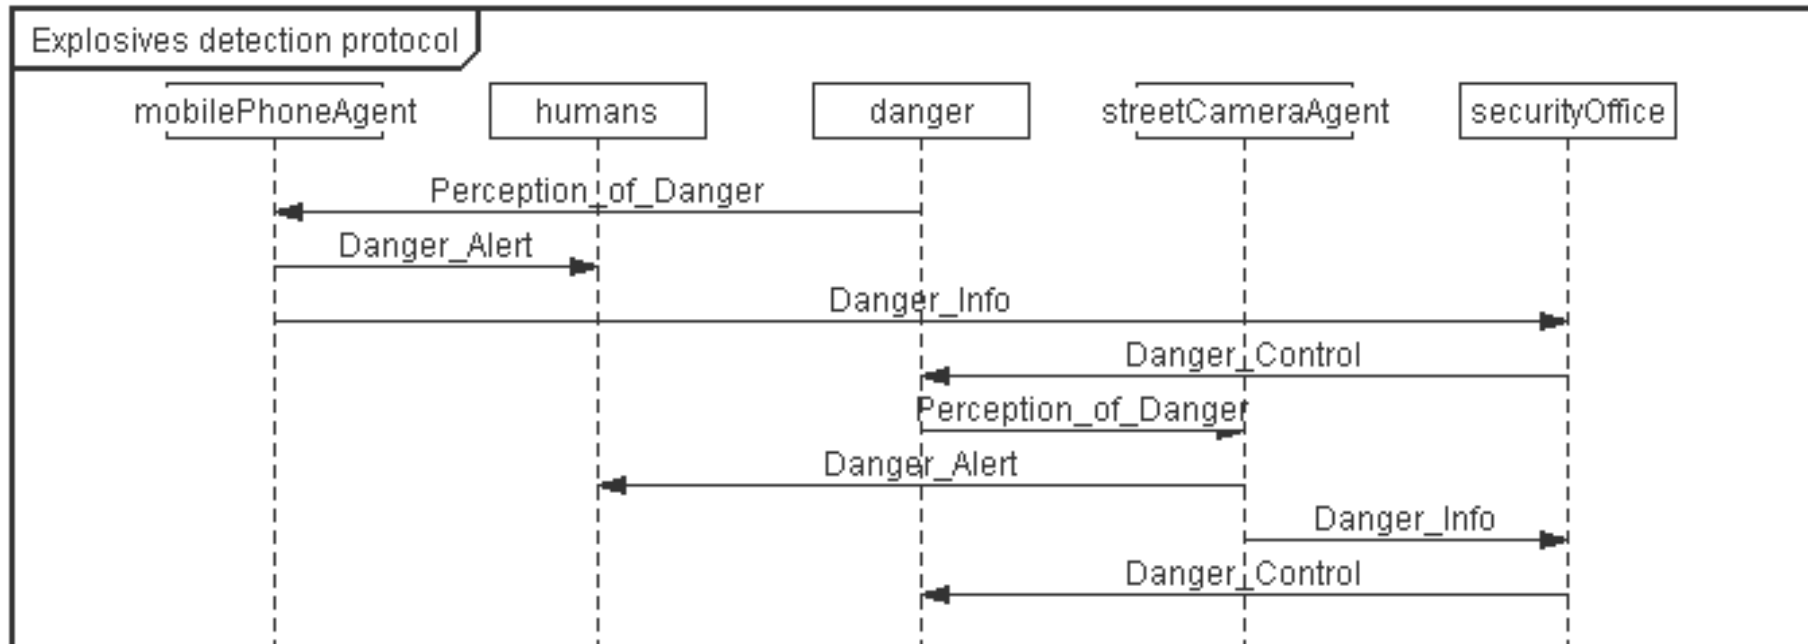 Explosives detection protocol
mobilePhoneAgent humans danger streetCameraAgent securityOffice
Perception_of_Danger
Danger_Alert
Danger_Info
Danger_Control
Perception_of_Danger
Danger_Alert
Danger_Info
Danger_Control